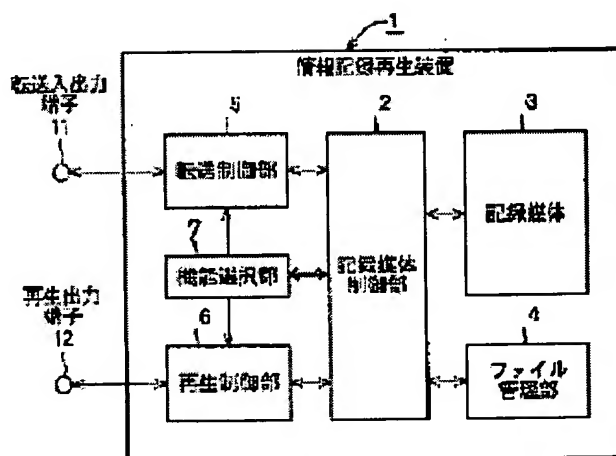 1
情報記録再生装置
転送入出力
端子
11
5
転送制御部
2
記録媒体
制御部
3
記録媒体
7
機能選択部
再生出力
端子
12
6
再生制御部
4
ファイル
管理部